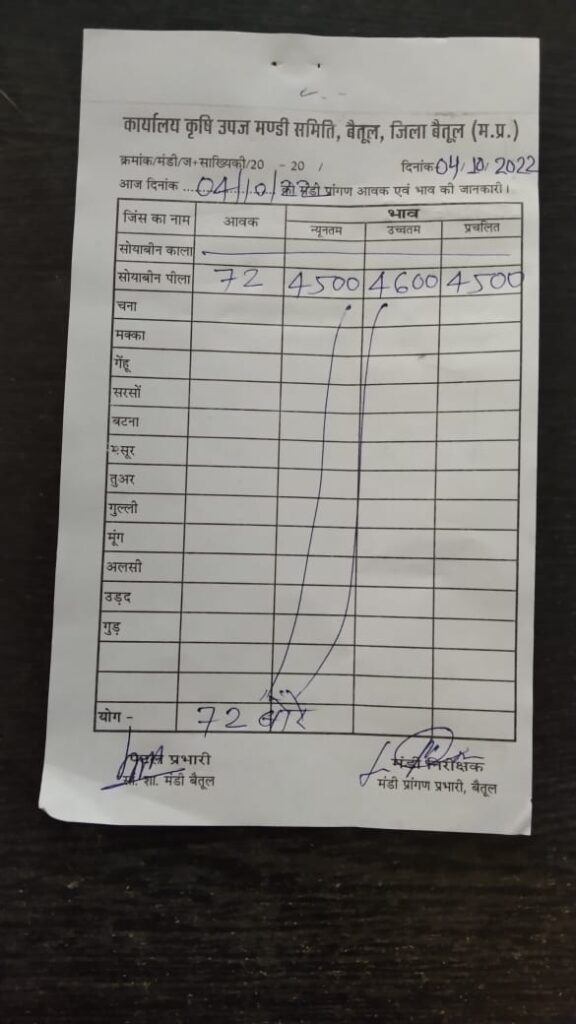 कार्यालय कृषि उपज मण्डी समिति, बैतूल, जिला बैतूल (म.प्र.)
क्रमांक/मंडी/ज+साख्यिकी/20 - 20 / दिनांक 04/10/2022
आज दिनांक ... 04/10/22 को मंडी प्रांगण आवक एवं भाव की जानकारी।
जिंस का नाम आवक भाव
न्यूनतम उच्चतम प्रचलित
सोयाबीन काला
सोयाबीन पीला 72 4500 4600 4500
चना
मक्का
गेंहू
सरसों
बटना
मसूर
तुअर
गुल्ली
मूंग
अलसी
उड़द
गुड़
योग - 72 बोरे
प्रभारी मंडी निरीक्षक
शा. मंडी बैतूल मंडी प्रांगण प्रभारी, बैतूल